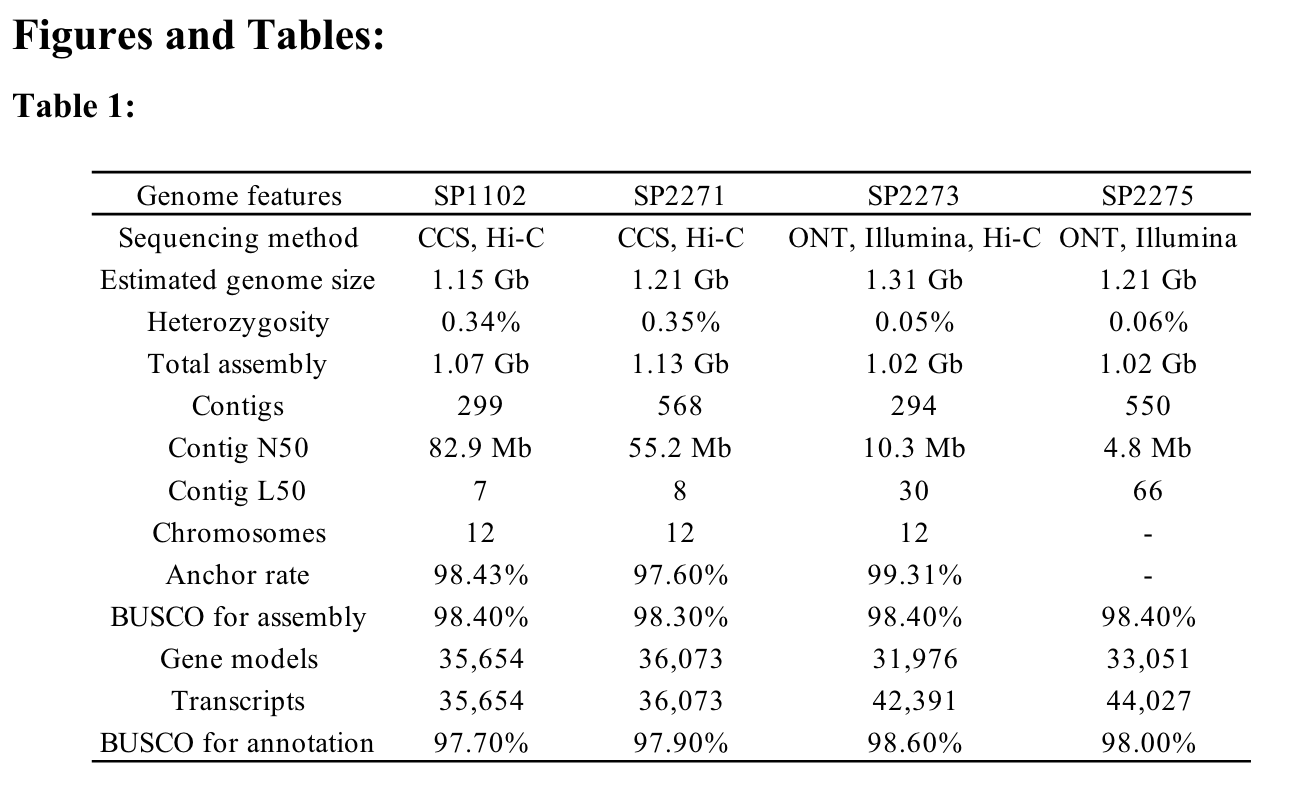 Figures and Tables:
Table 1:
Genome features SP1102 SP2271 SP2273 SP2275
Sequencing method CCS, Hi-C CCS, Hi-C ONT, Illumina, Hi-C ONT, Illumina
Estimated genome size 1.15 Gb 1.21 Gb 1.31 Gb 1.21 Gb
Heterozygosity 0.34% 0.35% 0.05% 0.06%
Total assembly 1.07 Gb 1.13 Gb 1.02 Gb 1.02 Gb
Contigs 299 568 294 550
Contig N50 82.9 Mb 55.2 Mb 10.3 Mb 4.8 Mb
Contig L50 7 8 30 66
Chromosomes 12 12 12 -
Anchor rate 98.43% 97.60% 99.31% -
BUSCO for assembly 98.40% 98.30% 98.40% 98.40%
Gene models 35,654 36,073 31,976 33,051
Transcripts 35,654 36,073 42,391 44,027
BUSCO for annotation 97.70% 97.90% 98.60% 98.00%